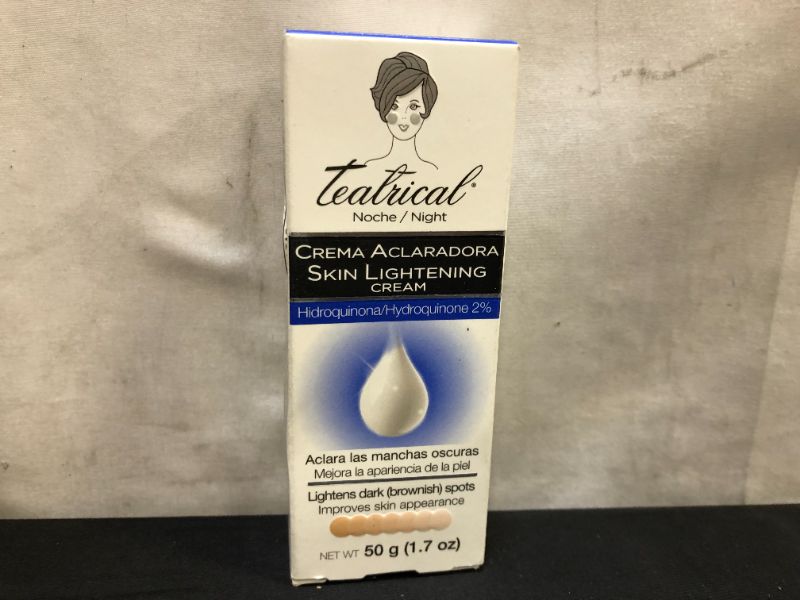 Teatrical®
Noche / Night
CREMA ACLARADORA
SKIN LIGHTENING
CREAM
Hidroquinona/Hydroquinone 2%
Aclara las manchas oscuras
Mejora la apariencia de la piel
Lightens dark (brownish) spots
Improves skin appearance
NET WT 50 g (1.7 oz)